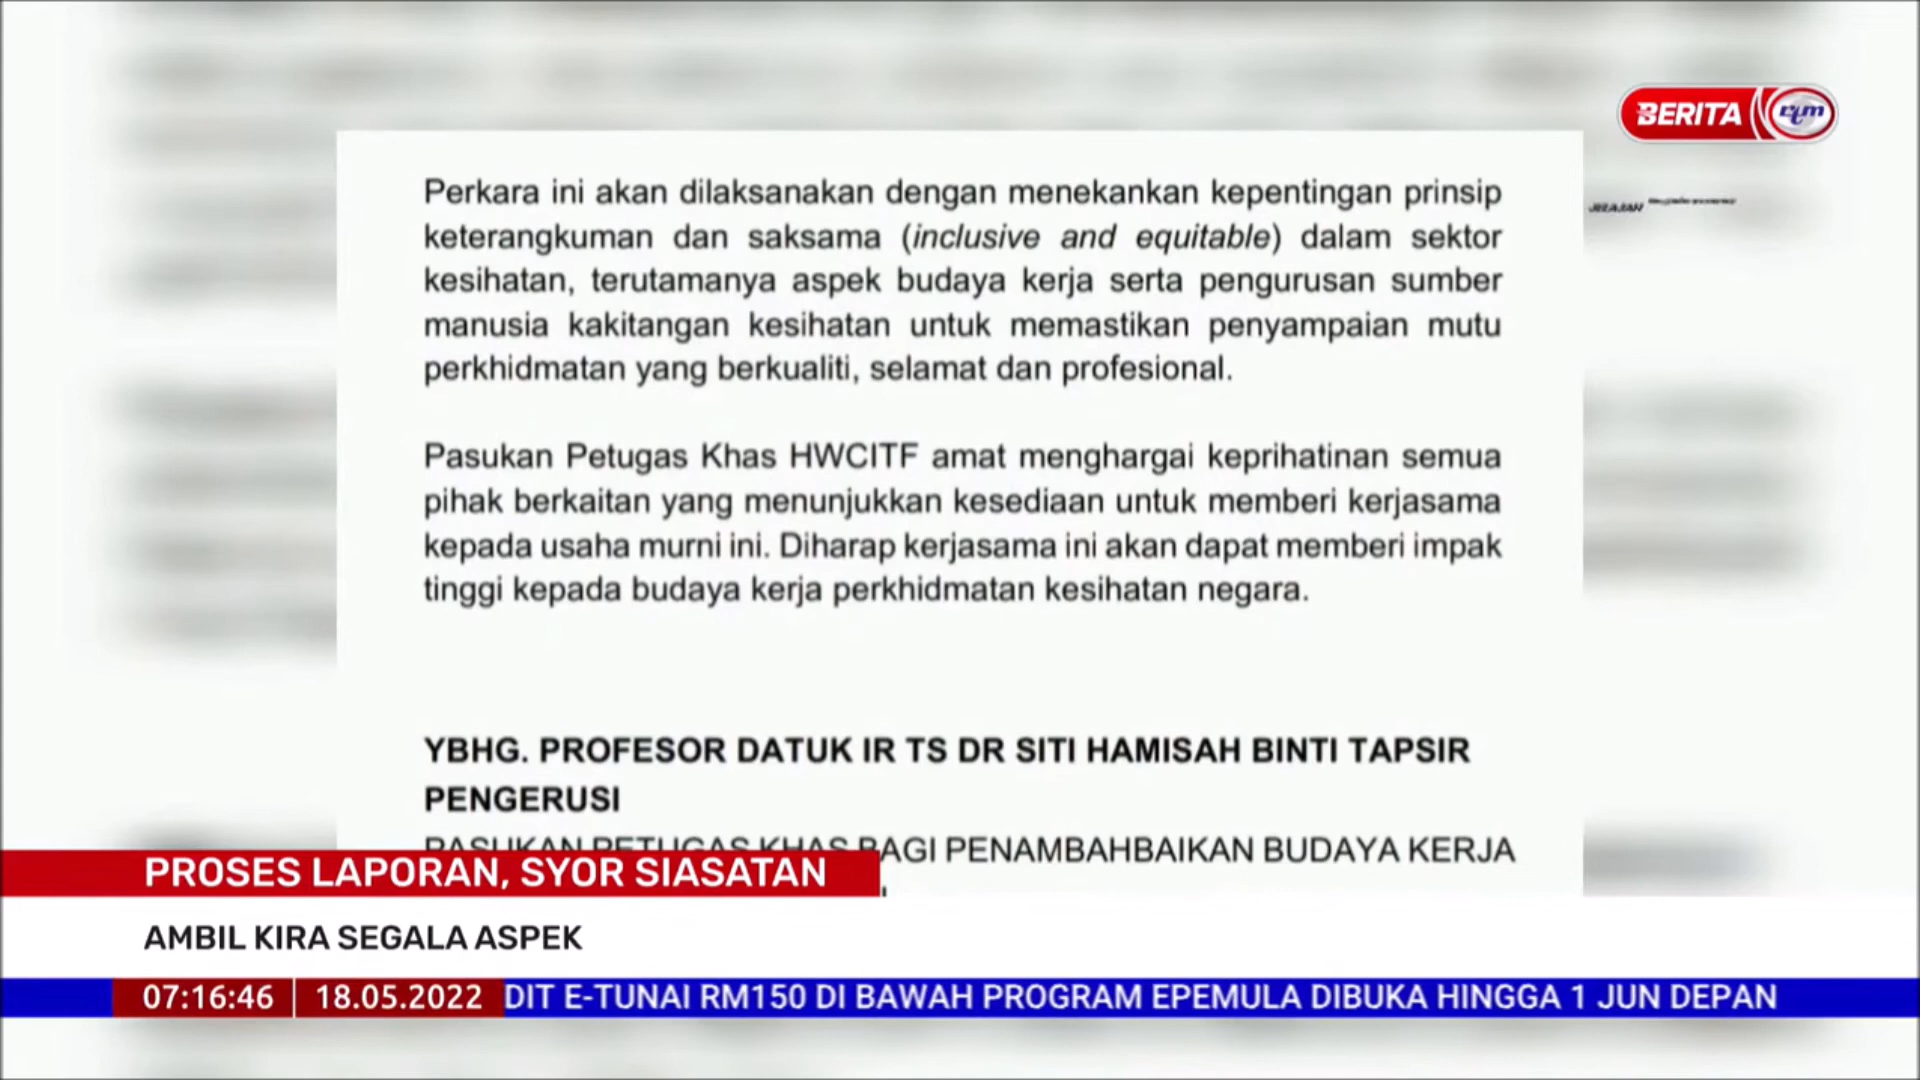 BERITA rtm
Perkara ini akan dilaksanakan dengan menekankan kepentingan prinsip
keterangkuman dan saksama (inclusive and equitable) dalam sektor
kesihatan, terutamanya aspek budaya kerja serta pengurusan sumber
manusia kakitangan kesihatan untuk memastikan penyampaian mutu
perkhidmatan yang berkualiti, selamat dan profesional.
Pasukan Petugas Khas HWCITF amat menghargai keprihatinan semua
pihak berkaitan yang menunjukkan kesediaan untuk memberi kerjasama
kepada usaha murni ini. Diharap kerjasama ini akan dapat memberi impak
tinggi kepada budaya kerja perkhidmatan kesihatan negara.
YBHG. PROFESOR DATUK IR TS DR SITI HAMISAH BINTI TAPSIR
PENGERUSI
PASUKAN PETUGAS KHAS BAGI PENAMBAHBAIKAN BUDAYA KERJA
PROSES LAPORAN, SYOR SIASATAN
AMBIL KIRA SEGALA ASPEK
07:16:46 18.05.2022 DIT E-TUNAI RM150 DI BAWAH PROGRAM EPEMULA DIBUKA HINGGA 1 JUN DEPAN